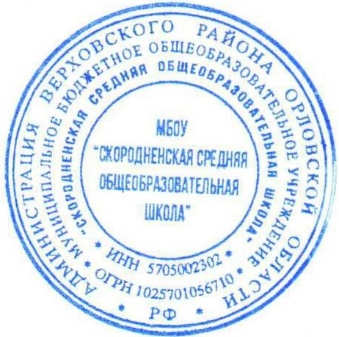 АДМИНИСТРАЦИЯ ВЕРХОВСКОГО РАЙОНА ОРЛОВСКОЙ ОБЛАСТИ
* РФ *
МУНИЦИПАЛЬНОЕ БЮДЖЕТНОЕ ОБЩЕОБРАЗОВАТЕЛЬНОЕ УЧРЕЖДЕНИЕ
* ОГРН 1025701056710 *
"СКОРОДНЕНСКАЯ СРЕДНЯЯ ОБЩЕОБРАЗОВАТЕЛЬНАЯ ШКОЛА"
* ИНН 5705002302 *
МБОУ
"СКОРОДНЕНСКАЯ СРЕДНЯЯ
ОБЩЕОБРАЗОВАТЕЛЬНАЯ
ШКОЛА"